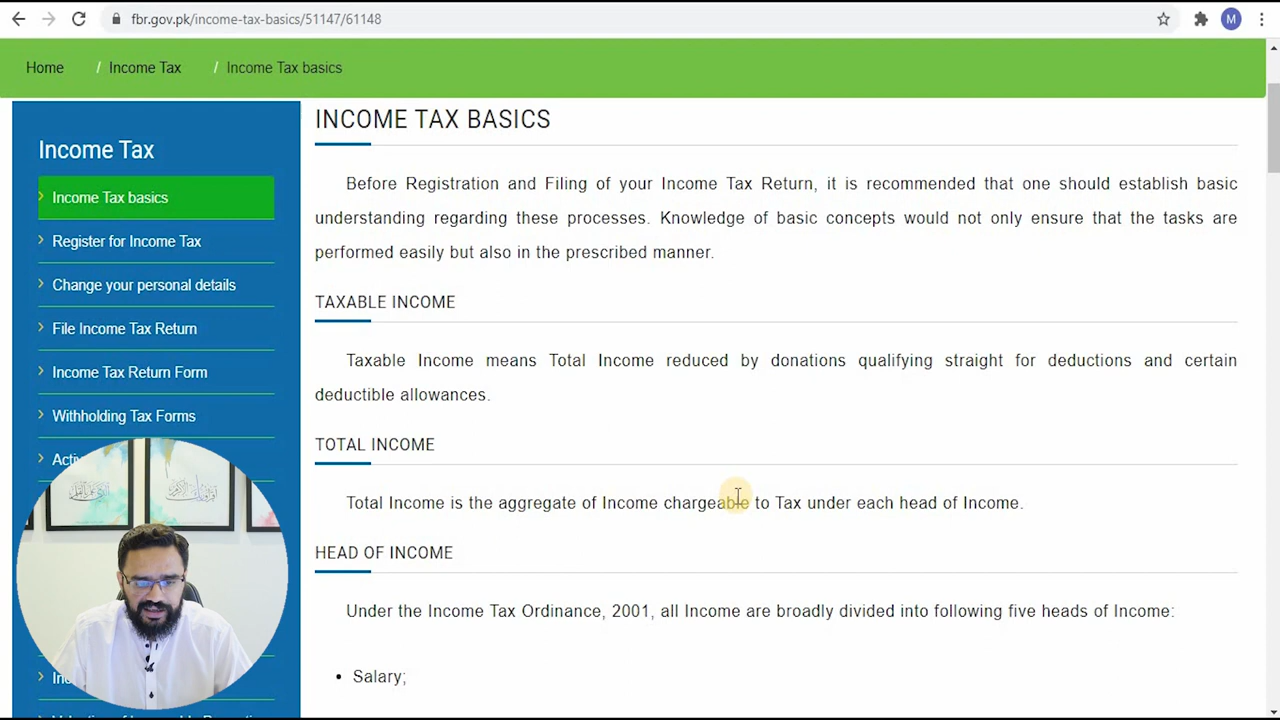 fbr.gov.pk/income-tax-basics/51147/61148
M
Home / Income Tax / Income Tax basics
Income Tax
Income Tax basics
Register for Income Tax
Change your personal details
File Income Tax Return
Income Tax Return Form
Withholding Tax Forms
INCOME TAX BASICS
Before Registration and Filing of your Income Tax Return, it is recommended that one should establish basic
understanding regarding these processes. Knowledge of basic concepts would not only ensure that the tasks are
performed easily but also in the prescribed manner.
TAXABLE INCOME
Taxable Income means Total Income reduced by donations qualifying straight for deductions and certain
deductible allowances.
TOTAL INCOME
Total Income is the aggregate of Income chargeable to Tax under each head of Income.
HEAD OF INCOME
Under the Income Tax Ordinance, 2001, all Income are broadly divided into following five heads of Income:
• Salary;